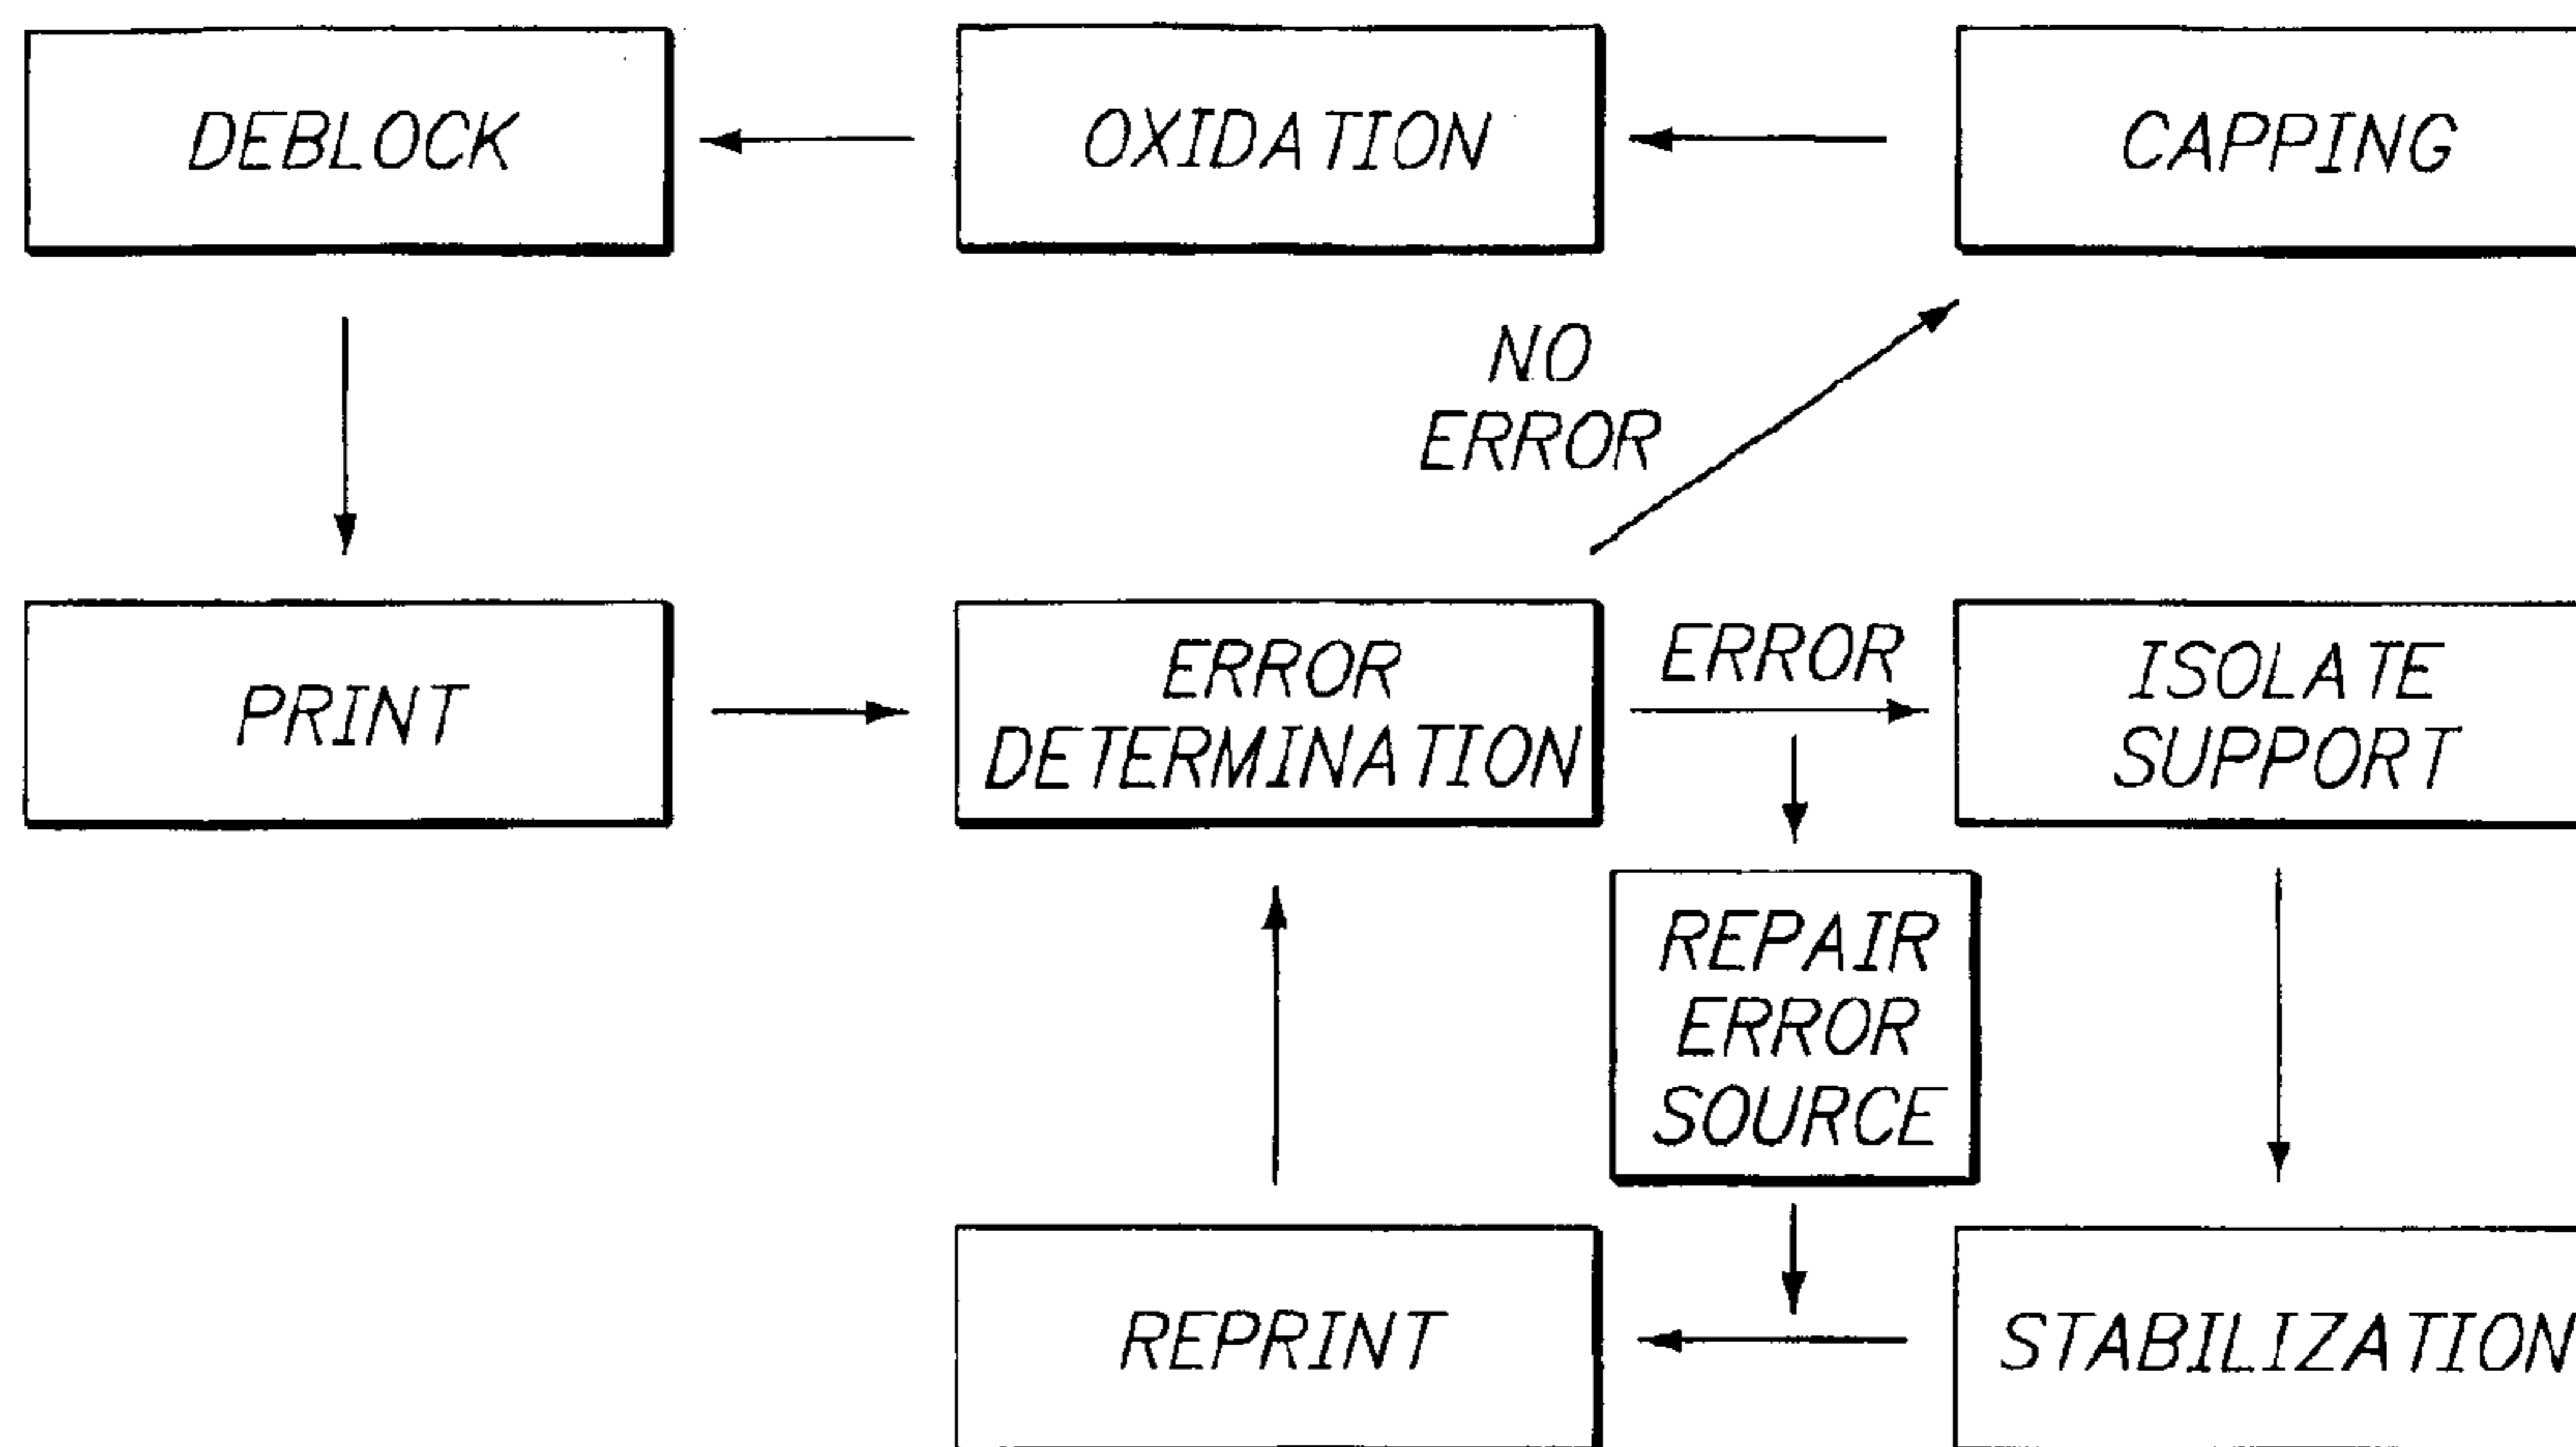 DEBLOCK
OXIDATION
CAPPING
NO
ERROR
PRINT
ERROR
DETERMINATION
ERROR
ISOLATE
SUPPORT
REPAIR
ERROR
SOURCE
REPRINT
STABILIZATION